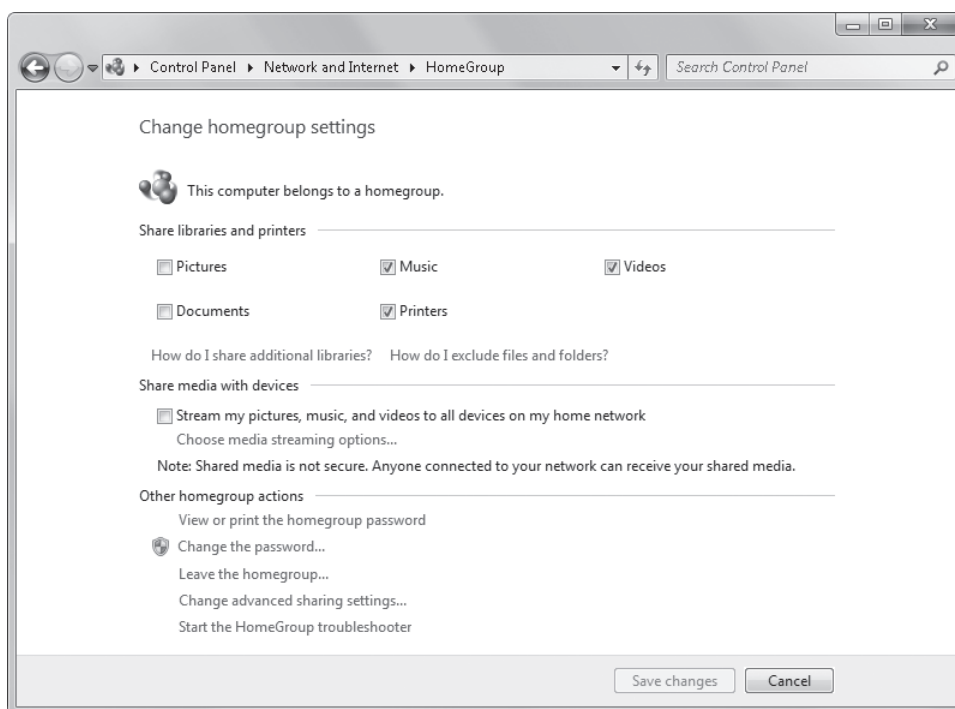 Control Panel ▸ Network and Internet ▸ HomeGroup
Search Control Panel
Change homegroup settings
This computer belongs to a homegroup.
Share libraries and printers
Pictures Music Videos
Documents Printers
How do I share additional libraries? How do I exclude files and folders?
Share media with devices
Stream my pictures, music, and videos to all devices on my home network
Choose media streaming options...
Note: Shared media is not secure. Anyone connected to your network can receive your shared media.
Other homegroup actions
View or print the homegroup password
Change the password...
Leave the homegroup...
Change advanced sharing settings...
Start the HomeGroup troubleshooter
Save changes Cancel